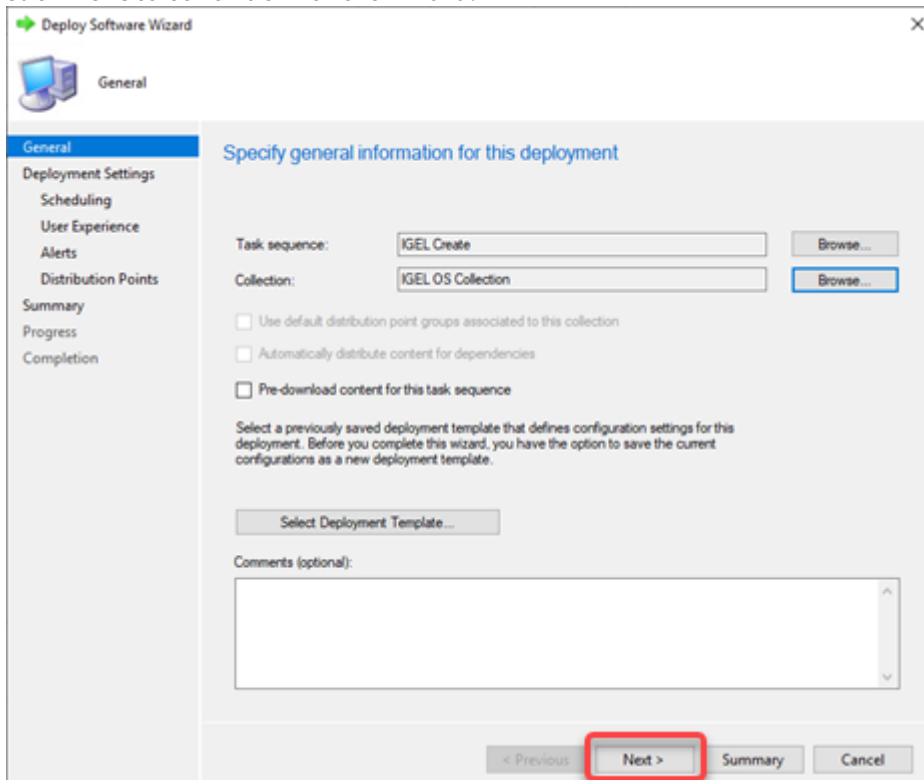 Deploy Software Wizard
General
General
Deployment Settings
Scheduling
User Experience
Alerts
Distribution Points
Summary
Progress
Completion
Specify general information for this deployment
Task sequence: IGEL Create Browse...
Collection: IGEL OS Collection Browse...
Use default distribution point groups associated to this collection
Automatically distribute content for dependencies
Pre-download content for this task sequence
Select a previously saved deployment template that defines configuration settings for this
deployment. Before you complete this wizard, you have the option to save the current
configurations as a new deployment template.
Select Deployment Template...
Comments (optional):
< Previous Next > Summary Cancel